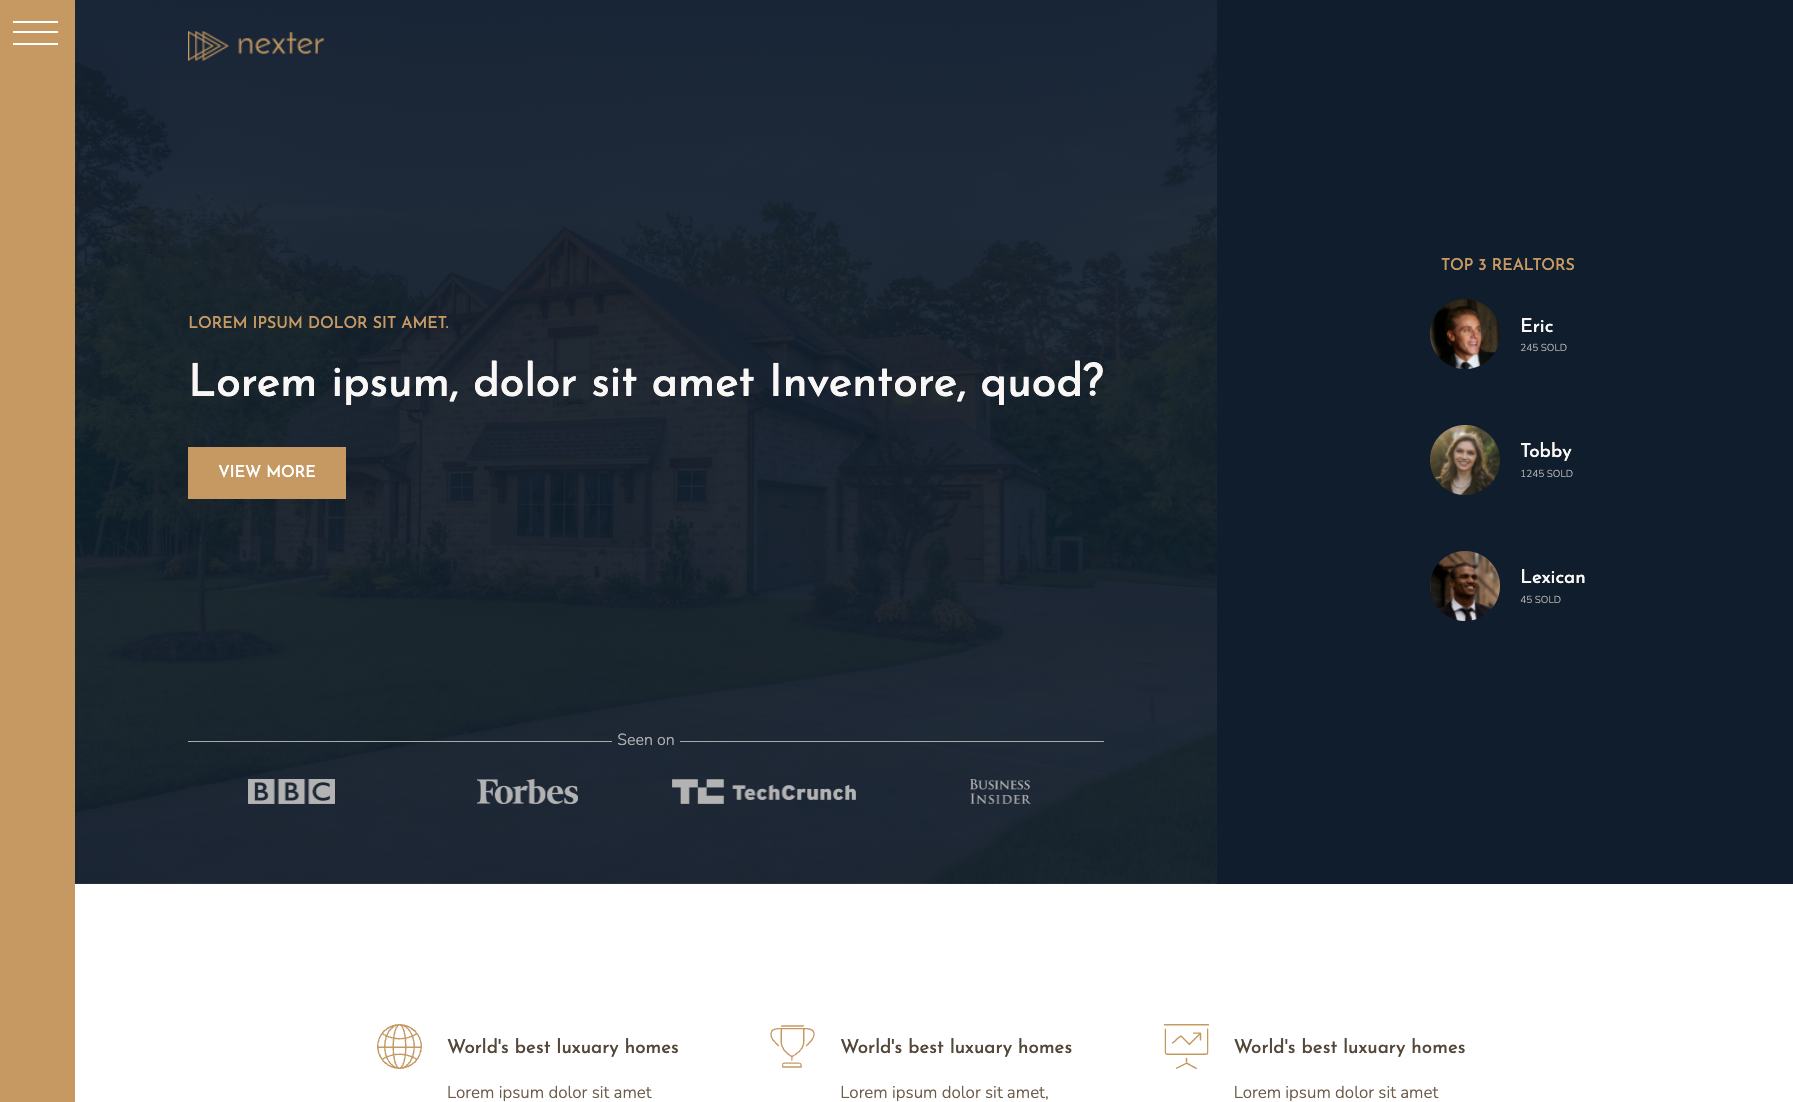 nexter
LOREM IPSUM DOLOR SIT AMET.
Lorem ipsum, dolor sit amet Inventore, quod?
VIEW MORE
Seen on
BBC
Forbes
TC TechCrunch
BUSINESS
INSIDER
TOP 3 REALTORS
Eric
245 SOLD
Tobby
1245 SOLD
Lexican
45 SOLD
World's best luxuary homes
Lorem ipsum dolor sit amet
World's best luxuary homes
Lorem ipsum dolor sit amet,
World's best luxuary homes
Lorem ipsum dolor sit amet